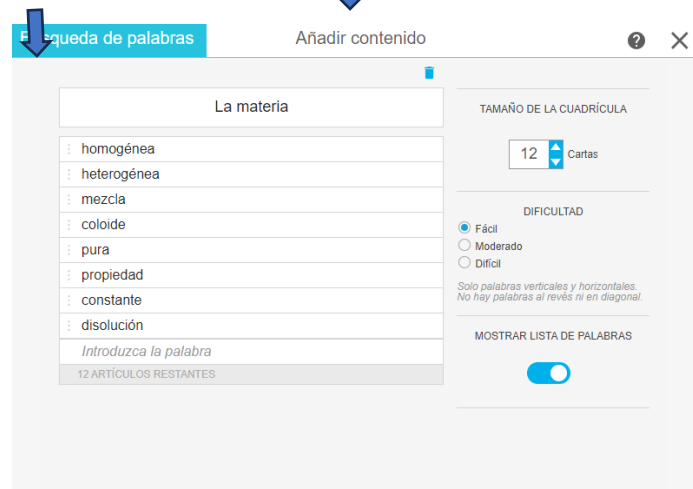 Búsqueda de palabras
Añadir contenido
La materia
homogénea
heterogénea
mezcla
coloide
pura
propiedad
constante
disolución
Introduzca la palabra
12 ARTÍCULOS RESTANTES
TAMAÑO DE LA CUADRÍCULA
12 Cartas
DIFICULTAD
Fácil
Moderado
Difícil
Solo palabras verticales y horizontales.
No hay palabras al revés ni en diagonal.
MOSTRAR LISTA DE PALABRAS